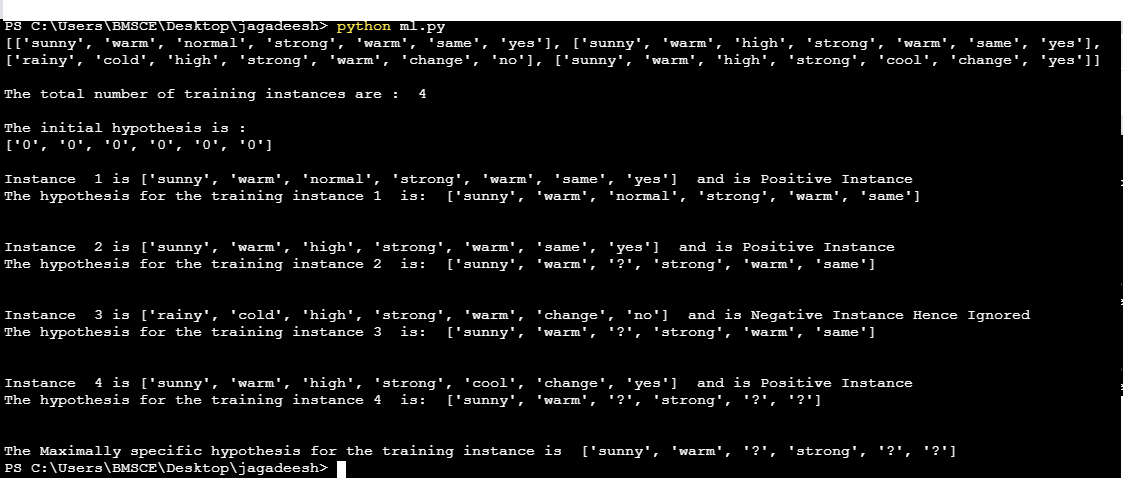 PS C:\Users\BMSCE\Desktop\jagadeesh> python ml.py
[['sunny', 'warm', 'normal', 'strong', 'warm', 'same', 'yes'], ['sunny', 'warm', 'high', 'strong', 'warm', 'same', 'yes'],
['rainy', 'cold', 'high', 'strong', 'warm', 'change', 'no'], ['sunny', 'warm', 'high', 'strong', 'cool', 'change', 'yes']]
The total number of training instances are :  4
The initial hypothesis is :
['0', '0', '0', '0', '0', '0']
Instance  1 is ['sunny', 'warm', 'normal', 'strong', 'warm', 'same', 'yes']  and is Positive Instance
The hypothesis for the training instance 1  is:  ['sunny', 'warm', 'normal', 'strong', 'warm', 'same']
Instance  2 is ['sunny', 'warm', 'high', 'strong', 'warm', 'same', 'yes']  and is Positive Instance
The hypothesis for the training instance 2  is:  ['sunny', 'warm', '?', 'strong', 'warm', 'same']
Instance  3 is ['rainy', 'cold', 'high', 'strong', 'warm', 'change', 'no']  and is Negative Instance Hence Ignored
The hypothesis for the training instance 3  is:  ['sunny', 'warm', '?', 'strong', 'warm', 'same']
Instance  4 is ['sunny', 'warm', 'high', 'strong', 'cool', 'change', 'yes']  and is Positive Instance
The hypothesis for the training instance 4  is:  ['sunny', 'warm', '?', 'strong', '?', '?']
The Maximally specific hypothesis for the training instance is  ['sunny', 'warm', '?', 'strong', '?', '?']
PS C:\Users\BMSCE\Desktop\jagadeesh>